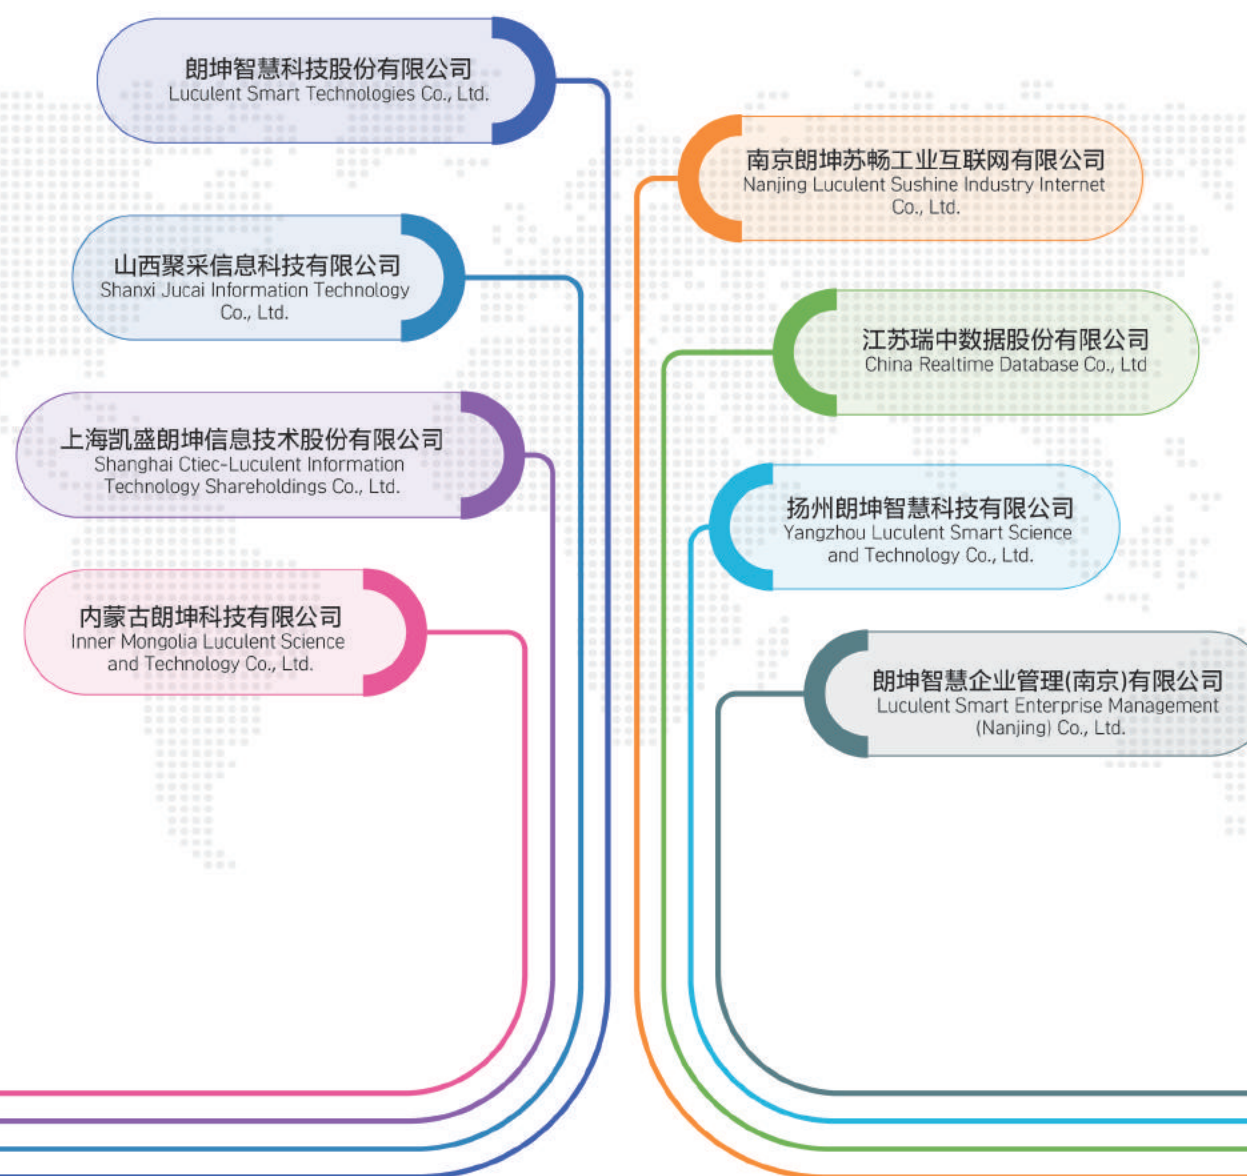 朗坤智慧科技股份有限公司
Luculent Smart Technologies Co., Ltd.
山西聚采信息科技有限公司
Shanxi Jucai Information Technology
Co., Ltd.
上海凯盛朗坤信息技术股份有限公司
Shanghai Ctiec-Luculent Information
Technology Shareholdings Co., Ltd.
内蒙古朗坤科技有限公司
Inner Mongolia Luculent Science
and Technology Co., Ltd.
南京朗坤苏畅工业互联网有限公司
Nanjing Luculent Sushine Industry Internet
Co., Ltd.
江苏瑞中数据股份有限公司
China Realtime Database Co., Ltd
扬州朗坤智慧科技有限公司
Yangzhou Luculent Smart Science
and Technology Co., Ltd.
朗坤智慧企业管理(南京)有限公司
Luculent Smart Enterprise Management
(Nanjing) Co., Ltd.